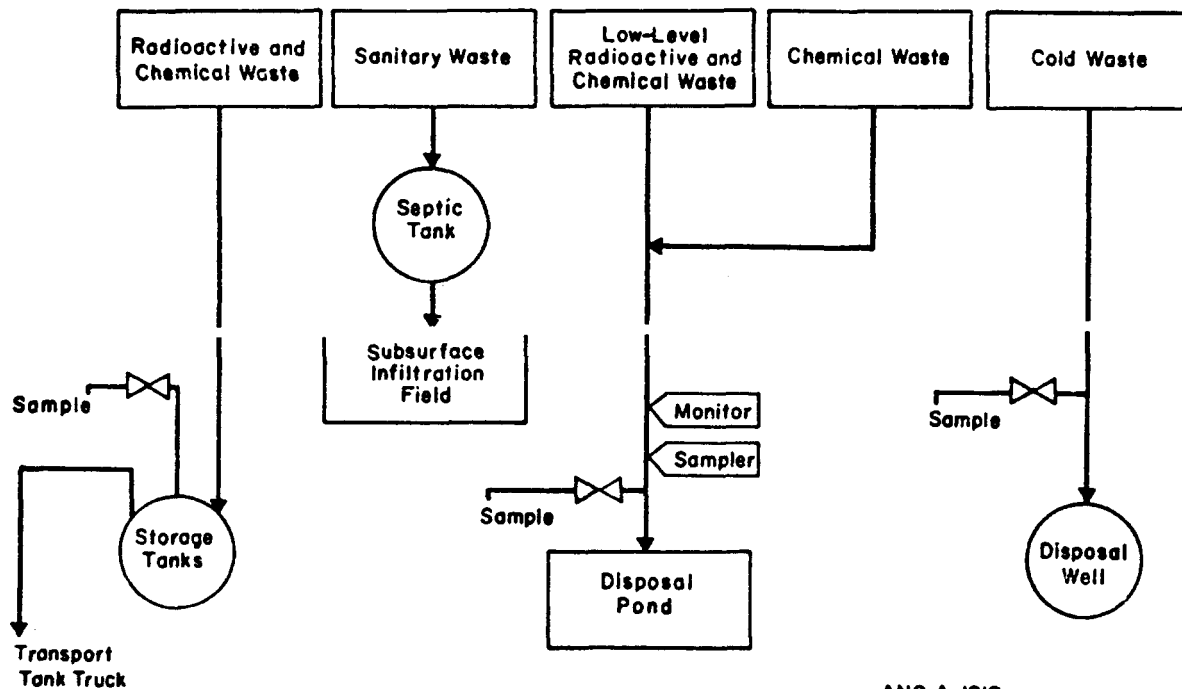 Radioactive and
Chemical Waste
Sanitary Waste
Low-Level
Radioactive and
Chemical Waste
Chemical Waste
Cold Waste
Septic
Tank
Subsurface
Infiltration
Field
Sample
Monitor
Sampler
Sample
Sample
Storage
Tanks
Disposal
Pond
Disposal
Well
Transport
Tank Truck